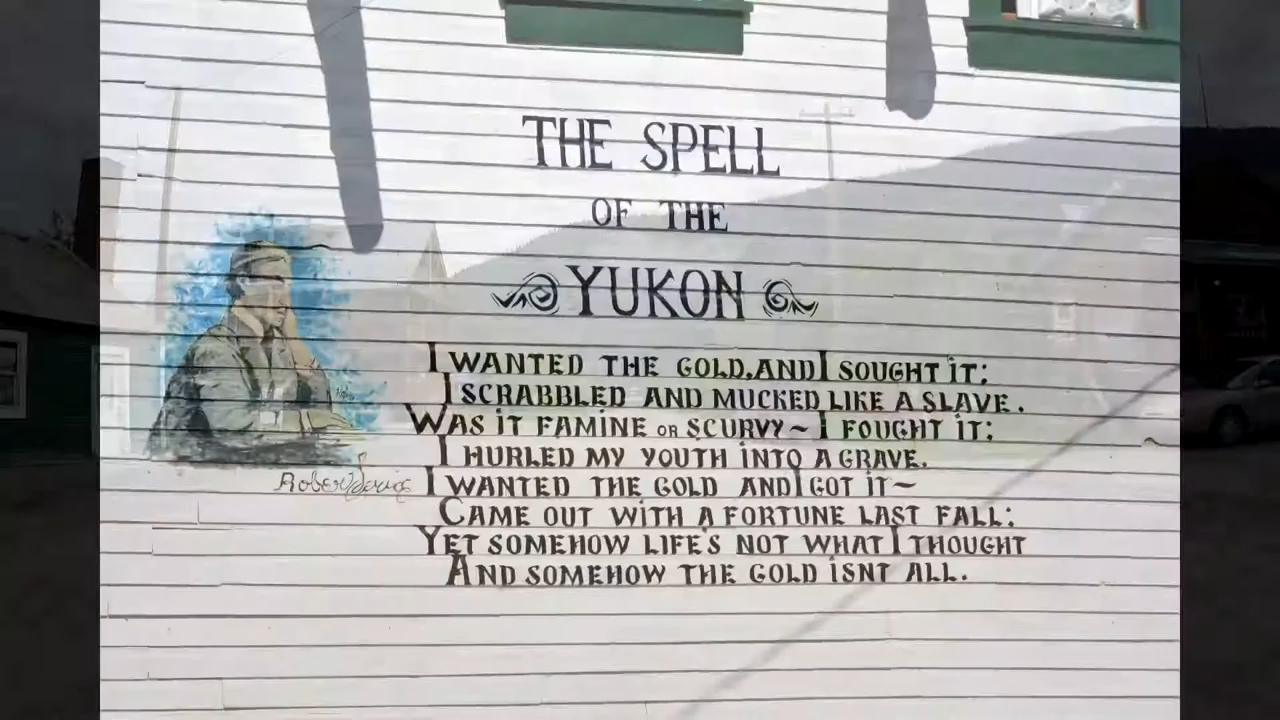 THE SPELL
OF THE
YUKON
I WANTED THE GOLD, AND I SOUGHT IT;
I SCRABBLED AND MUCKED LIKE A SLAVE.
WAS IT FAMINE OR SCURVY~I FOUGHT IT;
I HURLED MY YOUTH INTO A GRAVE.
I WANTED THE GOLD AND I GOT IT~
CAME OUT WITH A FORTUNE LAST FALL;
YET SOMEHOW LIFE'S NOT WHAT I THOUGHT
AND SOMEHOW THE GOLD ISNT ALL.
Robert Service